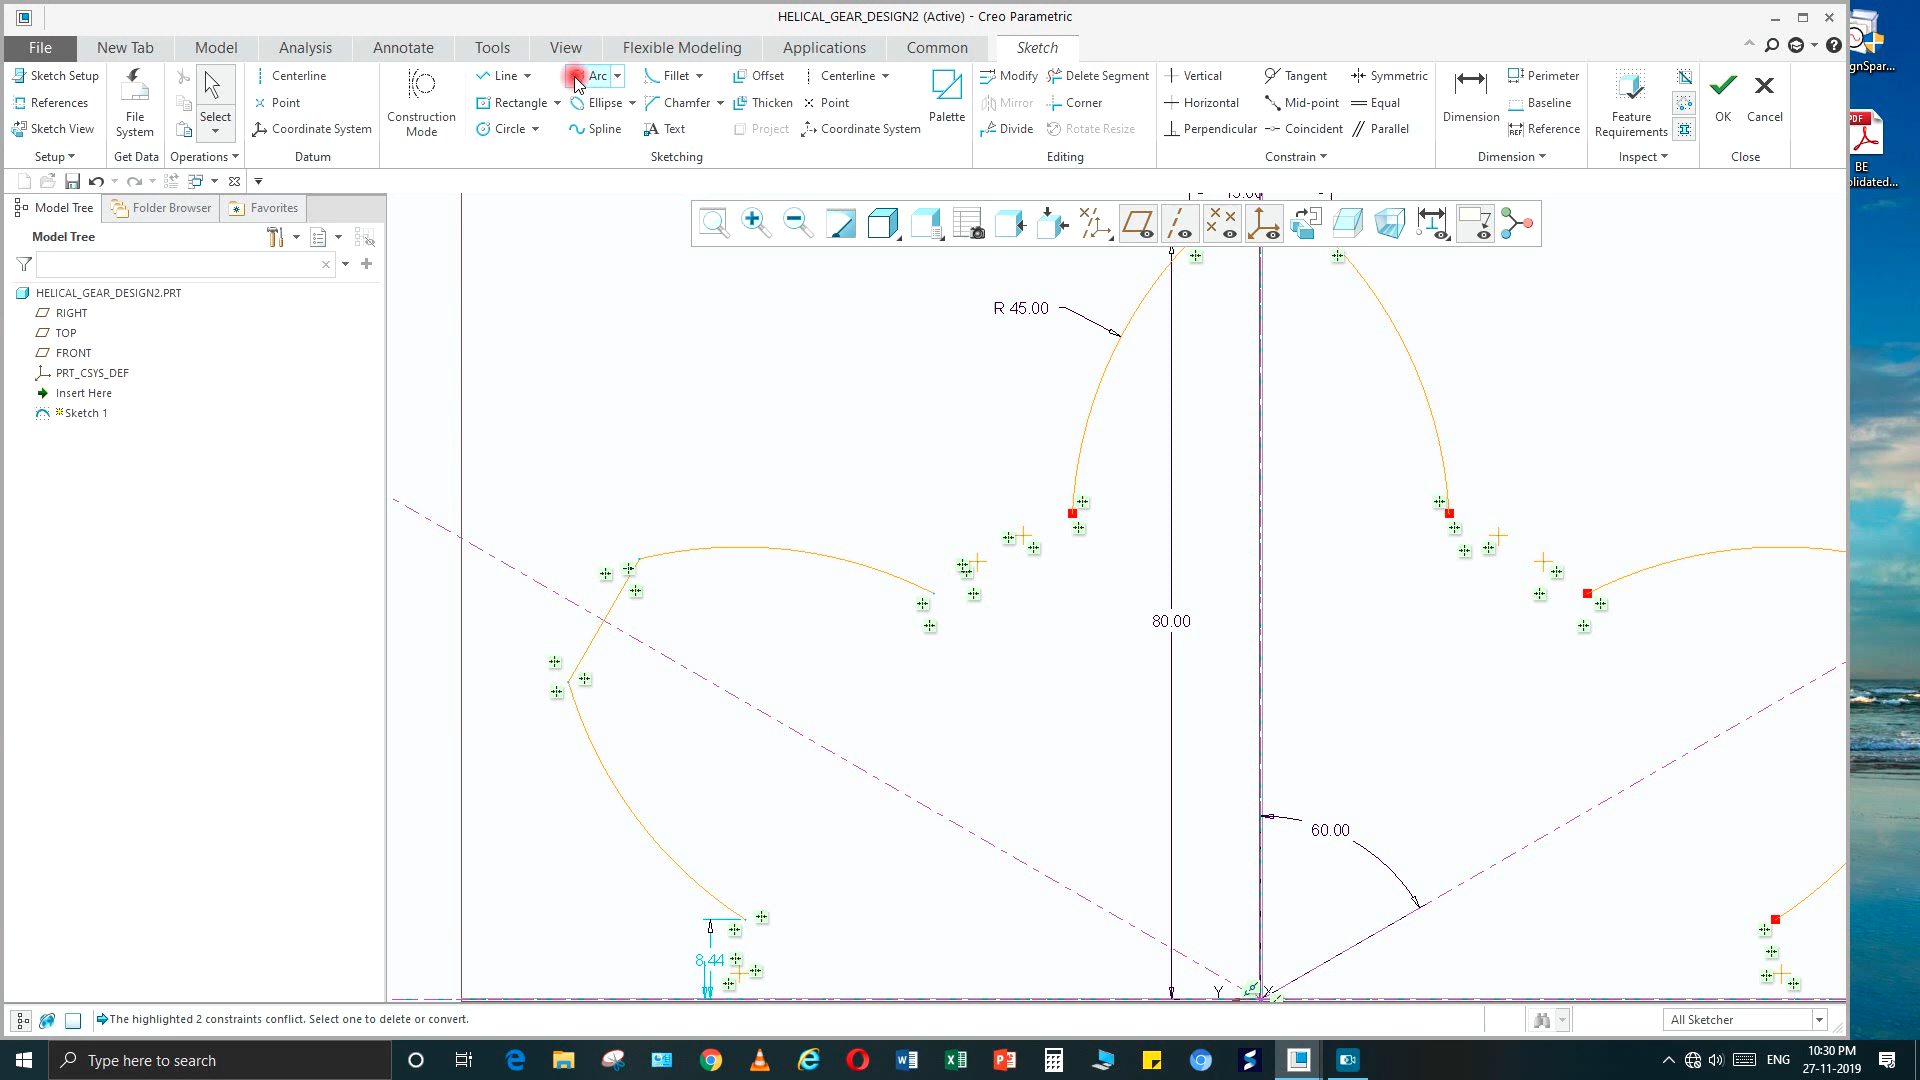 HELICAL_GEAR_DESIGN2 (Active) - Creo Parametric
File New Tab Model Analysis Annotate Tools View Flexible Modeling Applications Common Sketch
Sketch Setup
References
Sketch View
Setup
File System
Get Data
Select
Operations
Centerline
Point
Coordinate System
Datum
Construction Mode
Line Arc Fillet Offset Centerline
Rectangle Ellipse Chamfer Thicken Point
Circle Spline Text Project Coordinate System
Palette
Sketching
Modify Delete Segment
Mirror Corner
Divide Rotate Resize
Editing
Vertical Tangent Symmetric
Horizontal Mid-point Equal
Perpendicular Coincident Parallel
Constrain
Dimension
Perimeter
Baseline
REF Reference
Dimension
Feature Requirements
Inspect
OK Cancel
Close
gnSpar...
PDF
BE
olidated...
Model Tree Folder Browser Favorites
Model Tree
HELICAL_GEAR_DESIGN2.PRT
RIGHT
TOP
FRONT
PRT_CSYS_DEF
Insert Here
Sketch 1
R 45.00
80.00
60.00
8.44
Y X
The highlighted 2 constraints conflict. Select one to delete or convert.
All Sketcher
Type here to search
ENG
10:30 PM
27-11-2019